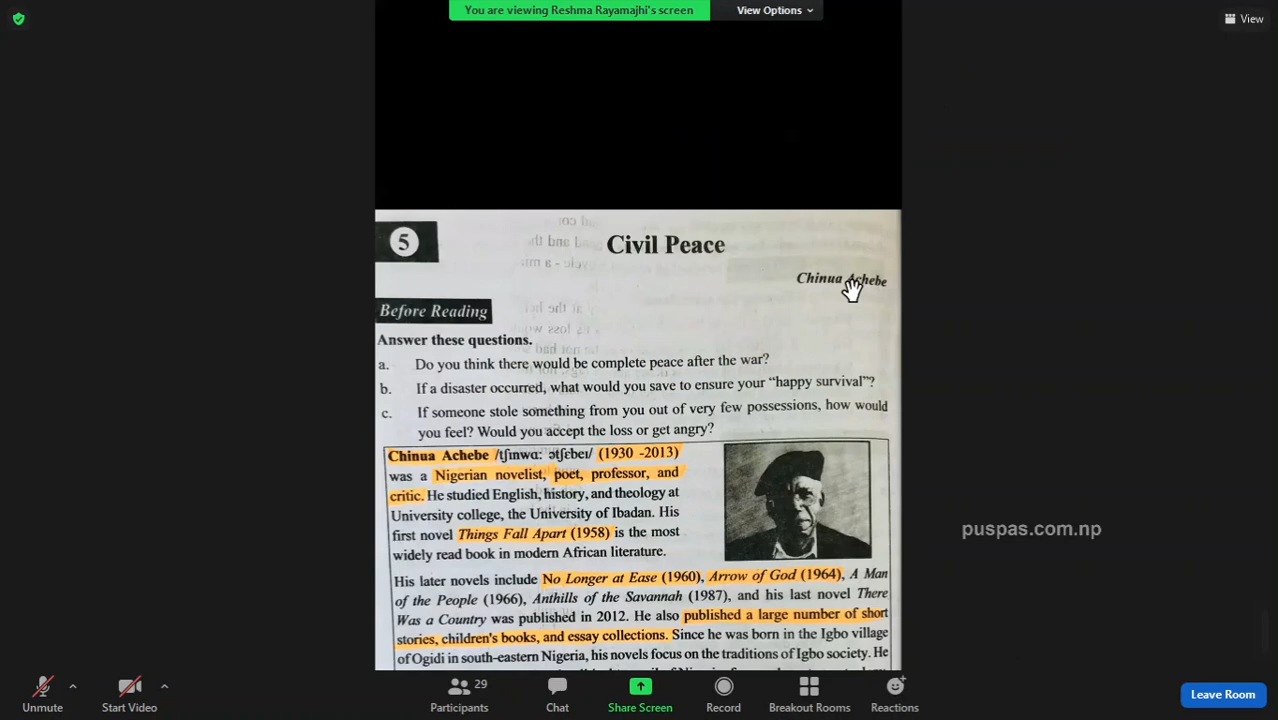 You are viewing Reshma Rayamajhi's screen
View Options
View
5
Civil Peace
Chinua Achebe
Before Reading
Answer these questions.
a. Do you think there would be complete peace after the war?
b. If a disaster occurred, what would you save to ensure your "happy survival"?
c. If someone stole something from you out of very few possessions, how would
you feel? Would you accept the loss or get angry?
Chinua Achebe /tʃɪnwɑː ətʃɛbeɪ/ (1930 -2013)
was a Nigerian novelist, poet, professor, and
critic. He studied English, history, and theology at
University college, the University of Ibadan. His
first novel Things Fall Apart (1958) is the most
widely read book in modern African literature.
His later novels include No Longer at Ease (1960), Arrow of God (1964), A Man
of the People (1966), Anthills of the Savannah (1987), and his last novel There
Was a Country was published in 2012. He also published a large number of short
stories, children's books, and essay collections. Since he was born in the Igbo village
of Ogidi in south-eastern Nigeria, his novels focus on the traditions of Igbo society. He
puspas.com.np
Unmute
Start Video
29
Participants
Chat
Share Screen
Record
Breakout Rooms
Reactions
Leave Room